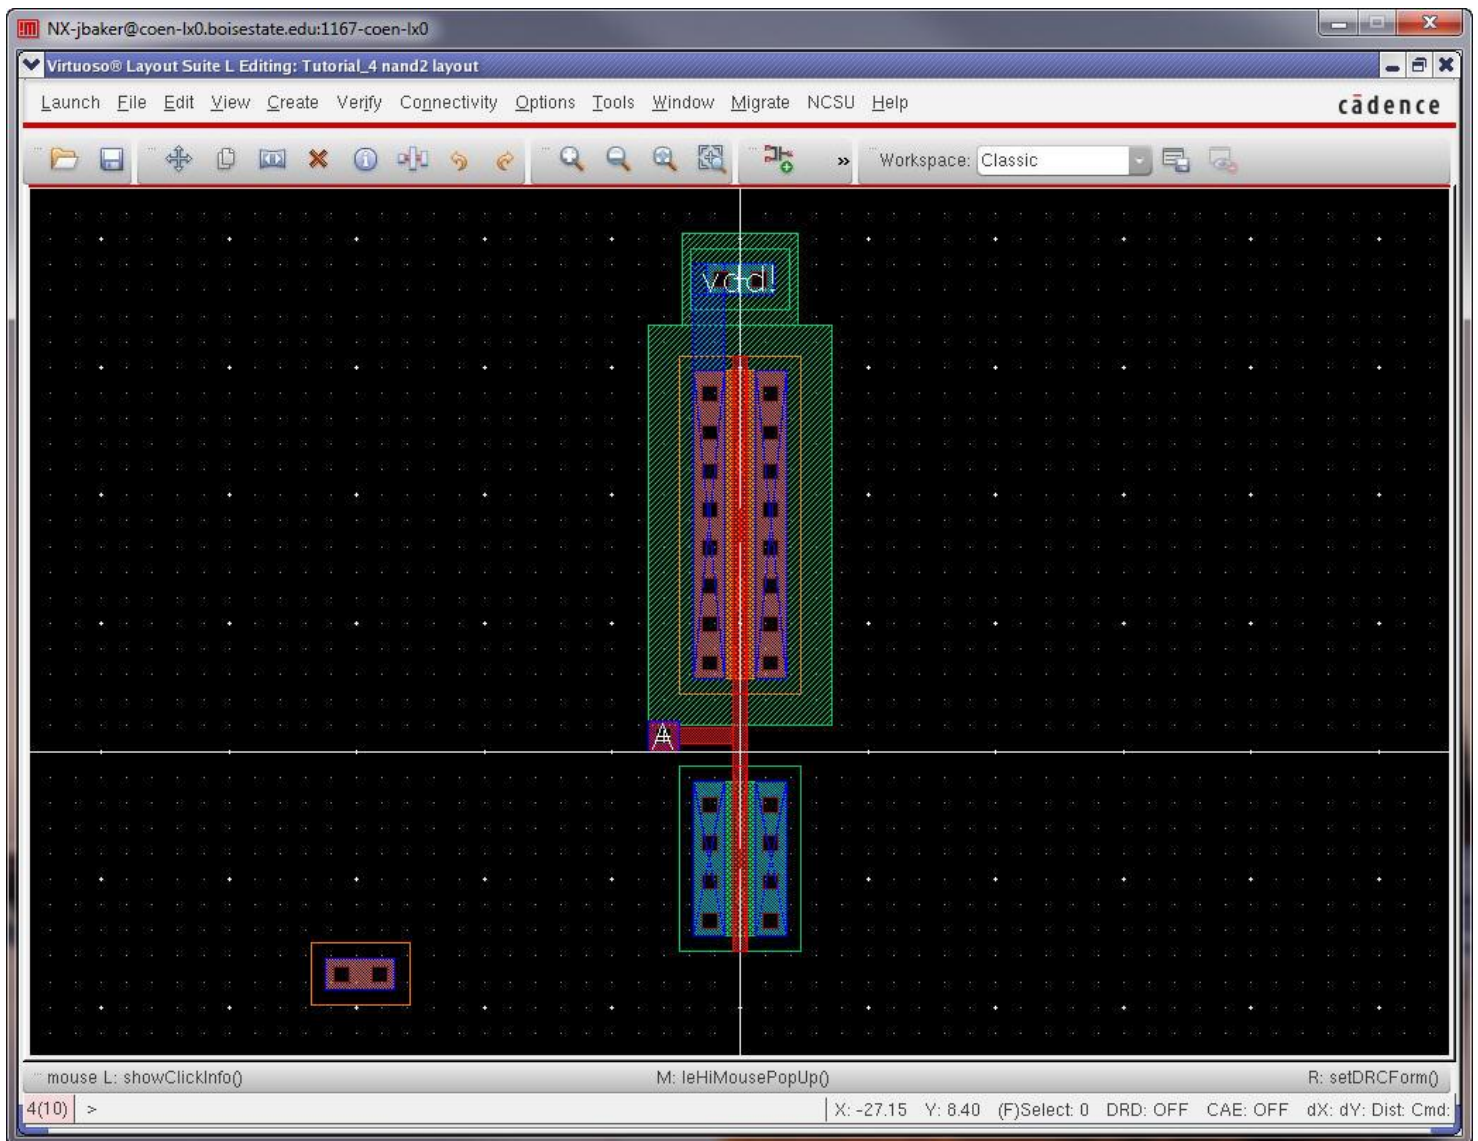 NX-jbaker@coen-lx0.boisestate.edu:1167-coen-lx0
Virtuoso® Layout Suite L Editing: Tutorial_4 nand2 layout
Launch File Edit View Create Verify Connectivity Options Tools Window Migrate NCSU Help cādence
» Workspace: Classic
vdd!
A
mouse L: showClickInfo() M: leHiMousePopUp() R: setDRCForm()
4(10) > X: -27.15 Y: 8.40 (F)Select: 0 DRD: OFF CAE: OFF dX: dY: Dist: Cmd: